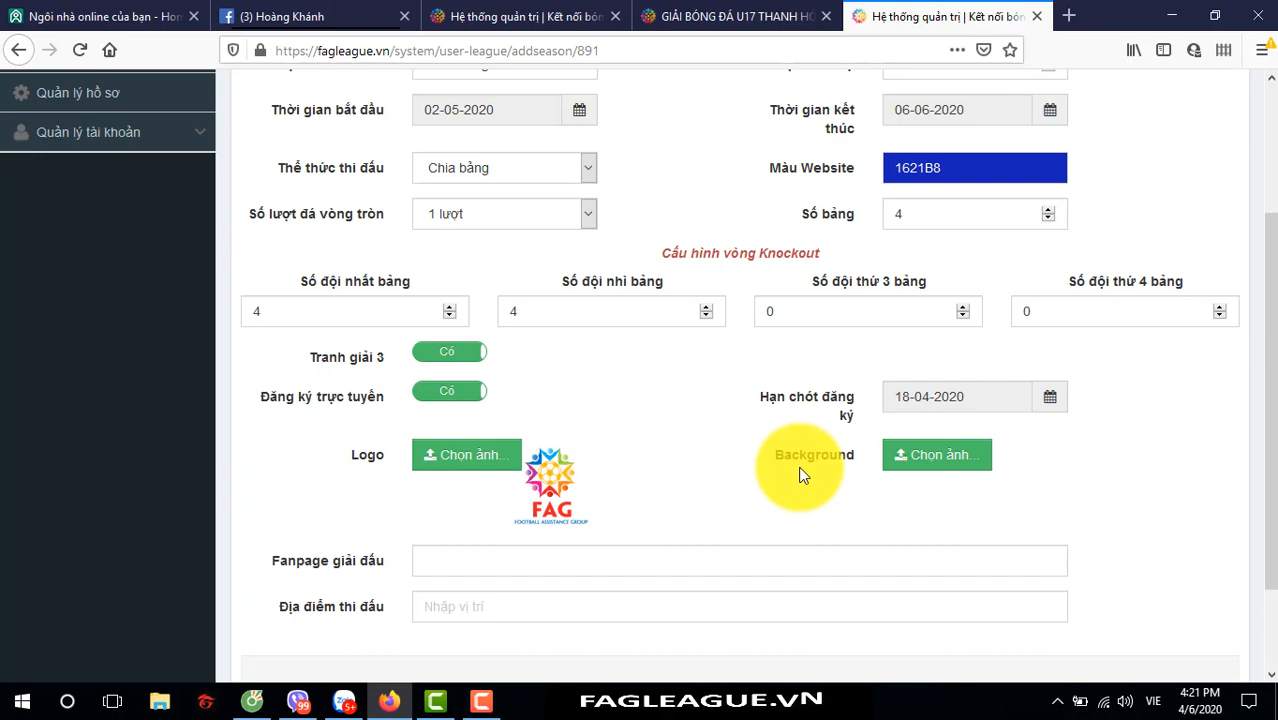 Ngôi nhà online của bạn - Hon
(3) Hoàng Khánh
Hệ thống quản trị | Kết nối bón
GIẢI BÓNG ĐÁ U17 THANH HÓ
Hệ thống quản trị | Kết nối bón
https://fagleague.vn/system/user-league/addseason/891
Quản lý hồ sơ
Quản lý tài khoản
Thời gian bắt đầu
02-05-2020
Thời gian kết thúc
06-06-2020
Thể thức thi đấu
Chia bảng
Màu Website
1621B8
Số lượt đá vòng tròn
1 lượt
Số bảng
4
Cấu hình vòng Knockout
Số đội nhất bảng
Số đội nhì bảng
Số đội thứ 3 bảng
Số đội thứ 4 bảng
4
4
0
0
Tranh giải 3
Có
Đăng ký trực tuyến
Có
Hạn chót đăng ký
18-04-2020
Logo
Chọn ảnh...
FAG
FOOTBALL ASSISTANCE GROUP
Background
Chọn ảnh...
Fanpage giải đấu
Địa điểm thi đấu
Nhập vị trí
99
5+
FAGLEAGUE.VN
VIE
4:21 PM
4/6/2020